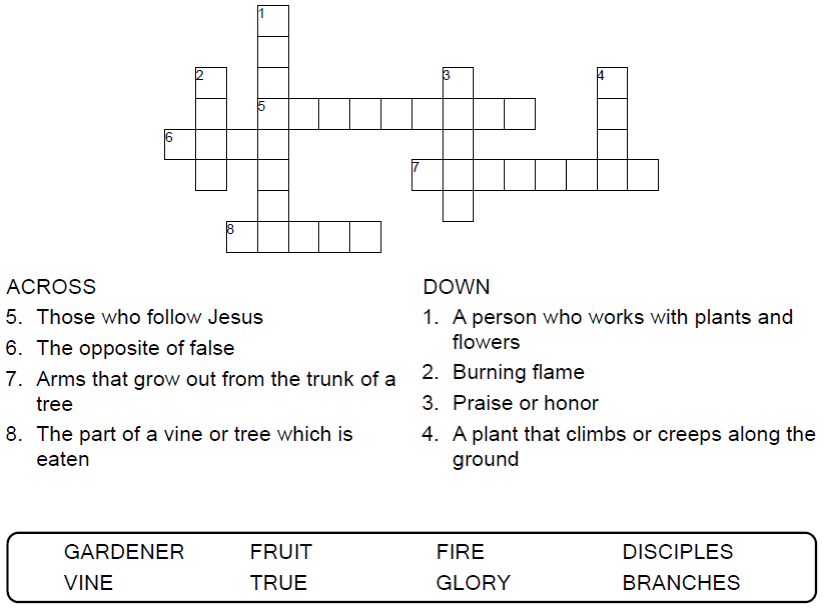 1
2
3
4
5
6
7
8
ACROSS
5. Those who follow Jesus
6. The opposite of false
7. Arms that grow out from the trunk of a
tree
8. The part of a vine or tree which is
eaten
DOWN
1. A person who works with plants and
flowers
2. Burning flame
3. Praise or honor
4. A plant that climbs or creeps along the
ground
GARDENER FRUIT FIRE DISCIPLES
VINE TRUE GLORY BRANCHES